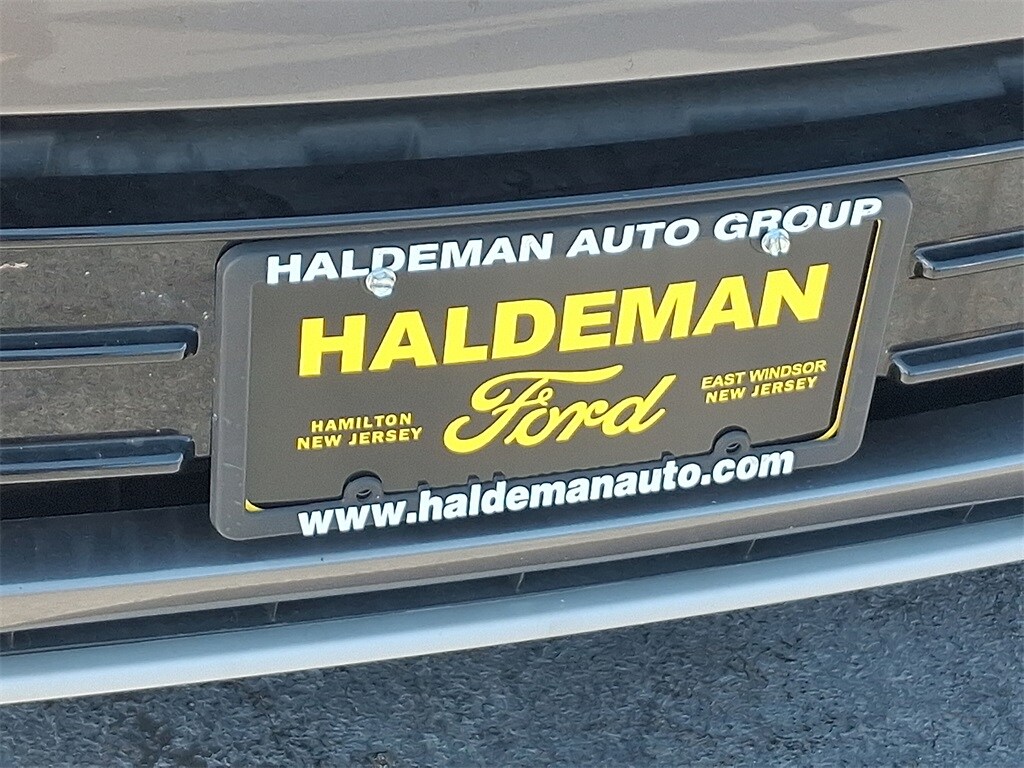 HALDEMAN AUTO GROUP
HALDEMAN
Ford
HAMILTON
NEW JERSEY
EAST WINDSOR
NEW JERSEY
www.haldemanauto.com